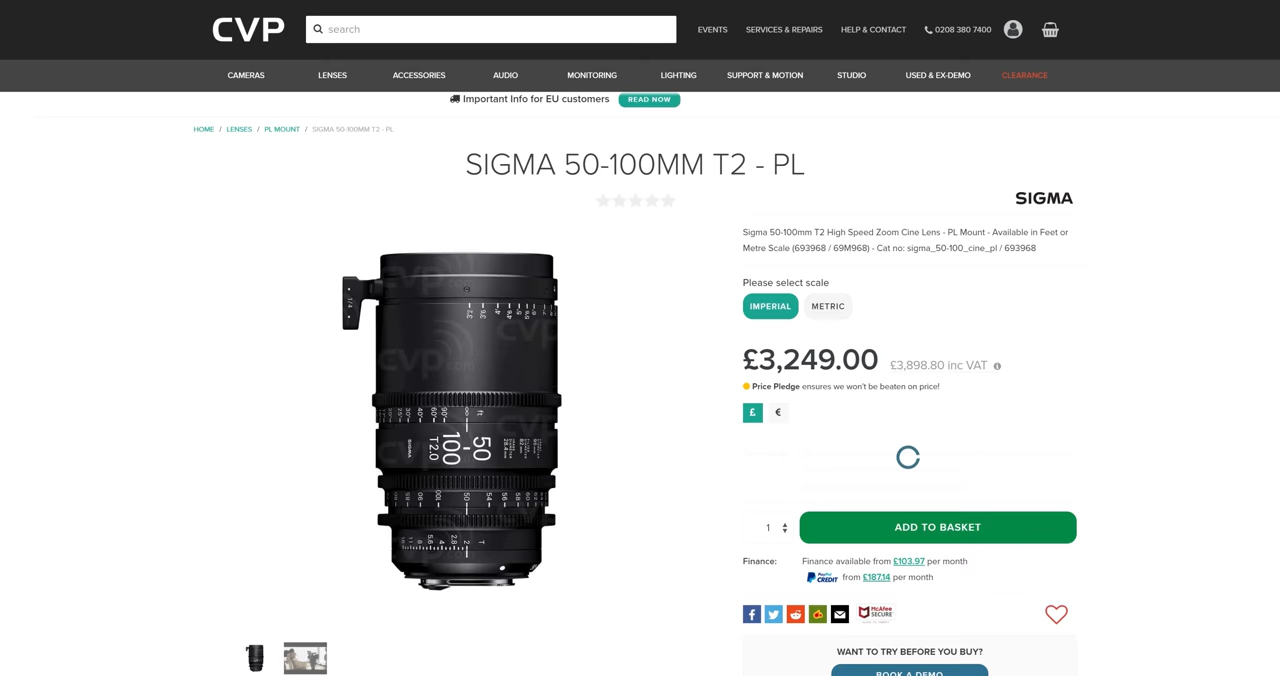 CVP
search
EVENTS
SERVICES & REPAIRS
HELP & CONTACT
0208 380 7400
CAMERAS
LENSES
ACCESSORIES
AUDIO
MONITORING
LIGHTING
SUPPORT & MOTION
STUDIO
USED & EX-DEMO
CLEARANCE
Important Info for EU customers
READ NOW
HOME / LENSES / PL MOUNT / SIGMA 50-100MM T2 - PL
SIGMA 50-100MM T2 - PL
SIGMA
Sigma 50-100mm T2 High Speed Zoom Cine Lens - PL Mount - Available in Feet or
Metre Scale (693968 / 69M968) - Cat no: sigma_50-100_cine_pl / 693968
Please select scale
IMPERIAL
METRIC
£3,249.00
£3,898.80 inc VAT
Price Pledge ensures we won't be beaten on price!
£
€
50-100
T2.0
SIGMA
1
ADD TO BASKET
Finance:
Finance available from £103.97 per month
PayPal CREDIT from £187.14 per month
McAfee
SECURE
WANT TO TRY BEFORE YOU BUY?
BOOK A DEMO